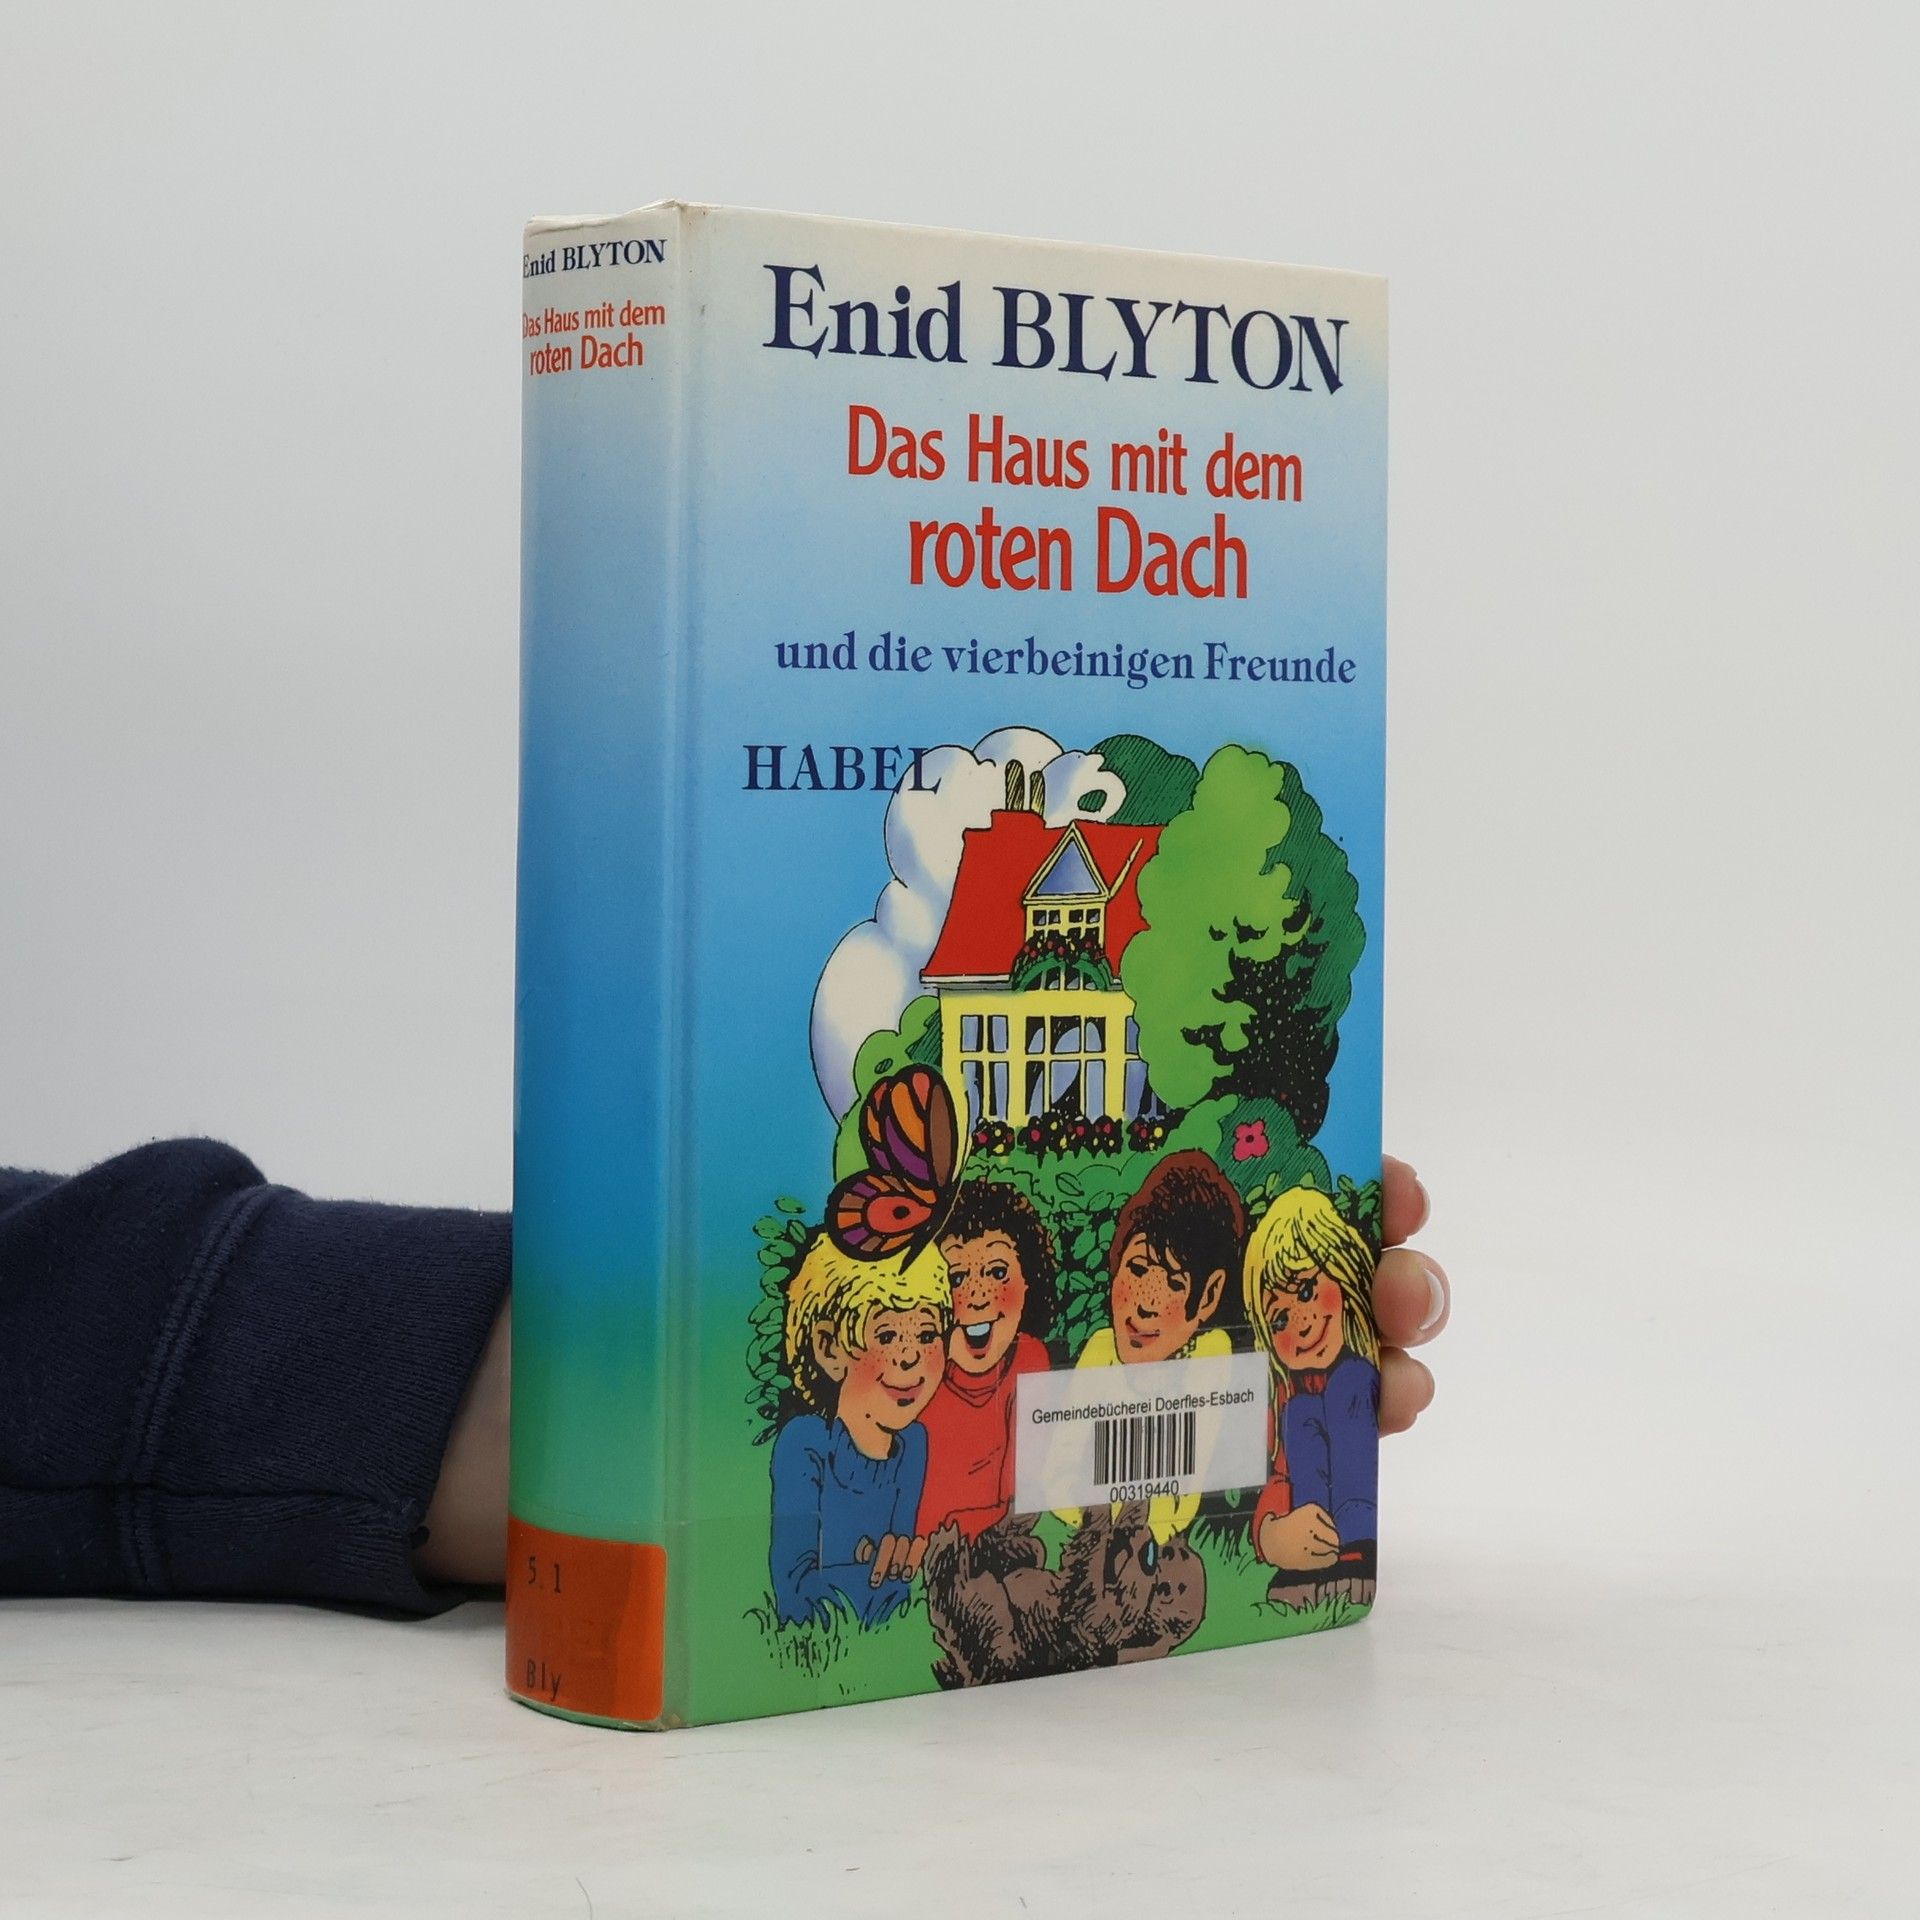 Enid BLYTON
Das Haus mit dem
roten Dach
5.1
Bly
Enid BLYTON
Das Haus mit dem
roten Dach
und die vierbeinigen Freunde
HABEL
Gemeindebücherei Doerfles-Esbach
00319440